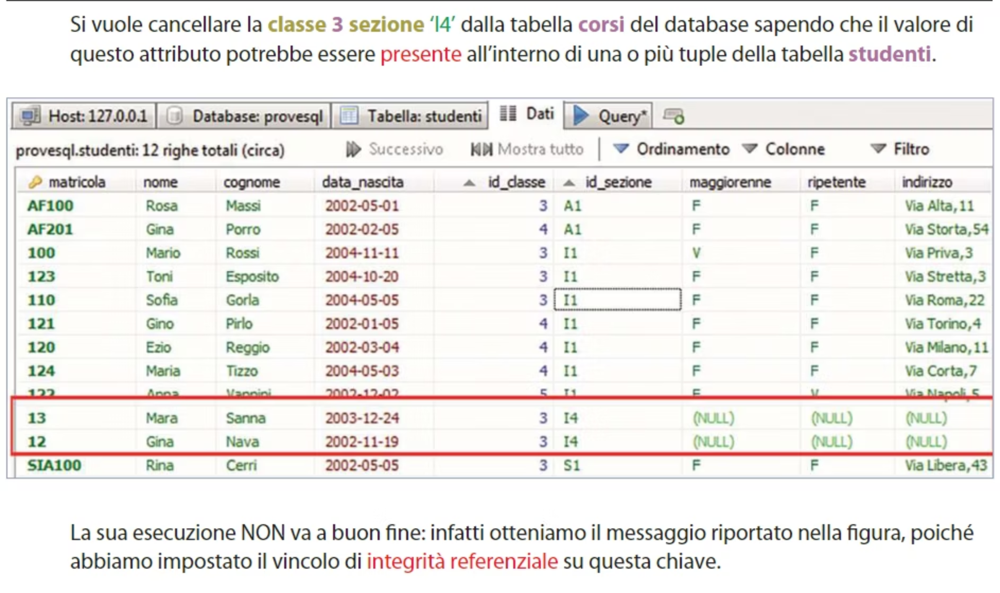 Si vuole cancellare la classe 3 sezione ‘I4’ dalla tabella corsi del database sapendo che il valore di
questo attributo potrebbe essere presente all’interno di una o più tuple della tabella studenti.
Host: 127.0.0.1 Database: provesql Tabella: studenti Dati Query*
provesql.studenti: 12 righe totali (circa) Successivo Mostra tutto Ordinamento Colonne Filtro
matricola nome cognome data_nascita id_classe id_sezione maggiorenne ripetente indirizzo
AF100 Rosa Massi 2002-05-01 3 A1 F F Via Alta,11
AF201 Gina Porro 2002-02-05 4 A1 F F Via Storta,54
100 Mario Rossi 2004-11-11 3 I1 V F Via Priva,3
123 Toni Esposito 2004-10-20 3 I1 F F Via Stretta,3
110 Sofia Gorla 2004-05-05 3 I1 F F Via Roma,22
121 Gino Pirlo 2002-01-05 4 I1 F F Via Torino,4
120 Ezio Reggio 2002-03-04 4 I1 F F Via Milano,11
124 Maria Tizzo 2004-05-03 4 I1 F F Via Corta,7
122 Anna Vannini 2002-12-02 5 I1 F V Via Napoli,5
13 Mara Sanna 2003-12-24 3 I4 (NULL) (NULL) (NULL)
12 Gina Nava 2002-11-19 3 I4 (NULL) (NULL) (NULL)
SIA100 Rina Cerri 2002-05-05 3 S1 F F Via Libera,43
La sua esecuzione NON va a buon fine: infatti otteniamo il messaggio riportato nella figura, poiché
abbiamo impostato il vincolo di integrità referenziale su questa chiave.